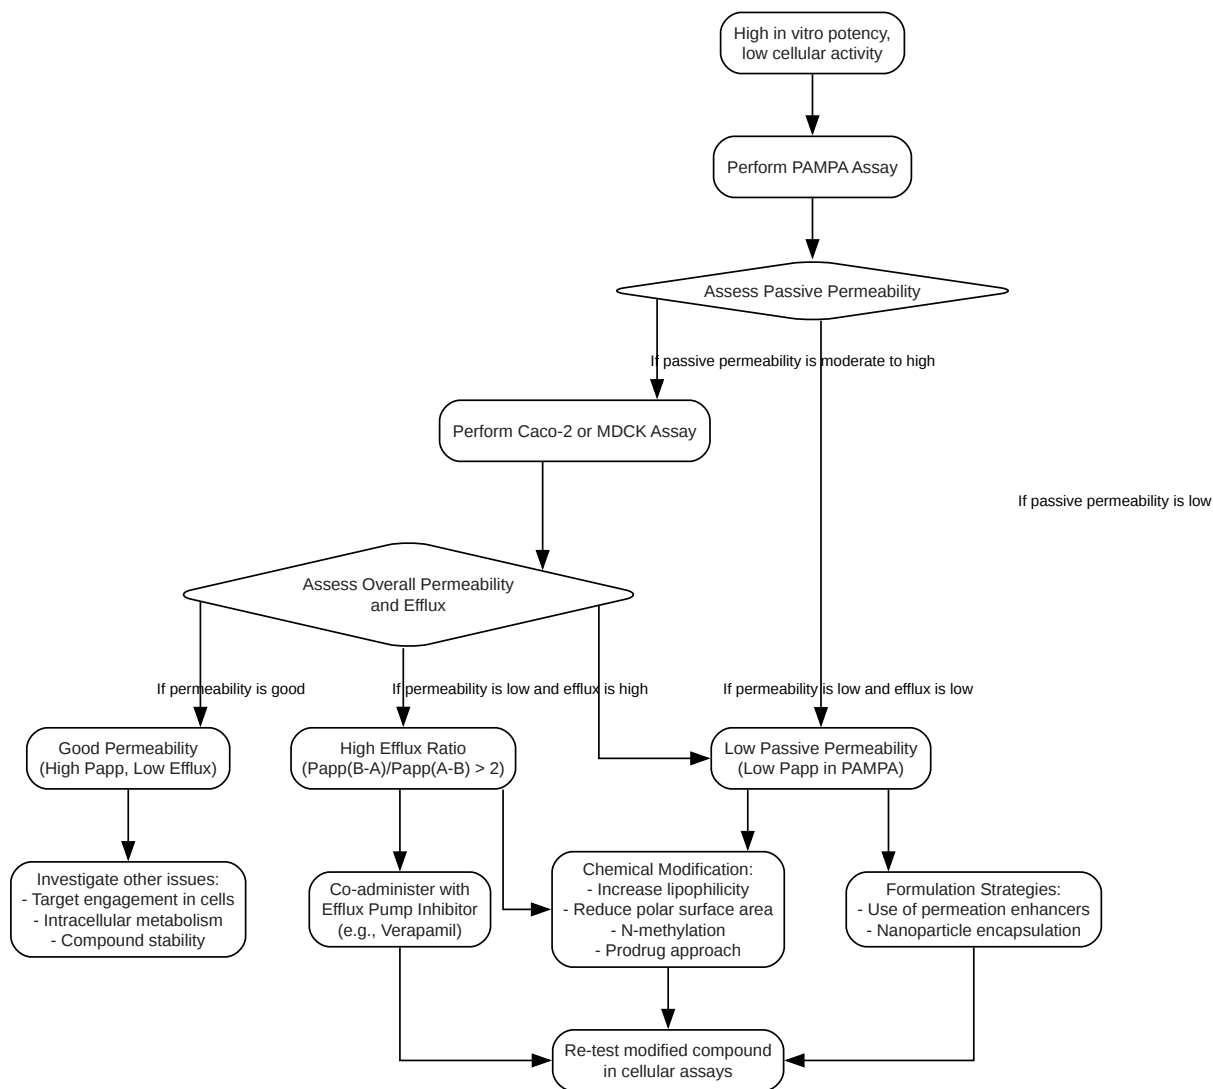 High in vitro potency,
low cellular activity
Perform PAMPA Assay
Assess Passive Permeability
If passive permeability is moderate to high
Perform Caco-2 or MDCK Assay
If passive permeability is low
Assess Overall Permeability
and Efflux
If permeability is good
If permeability is low and efflux is high
If permeability is low and efflux is low
Good Permeability
(High Papp, Low Efflux)
High Efflux Ratio
(Papp(B-A)/Papp(A-B) > 2)
Low Passive Permeability
(Low Papp in PAMPA)
Investigate other issues:
- Target engagement in cells
- Intracellular metabolism
- Compound stability
Co-administer with
Efflux Pump Inhibitor
(e.g., Verapamil)
Chemical Modification:
- Increase lipophilicity
- Reduce polar surface area
- N-methylation
- Prodrug approach
Formulation Strategies:
- Use of permeation enhancers
- Nanoparticle encapsulation
Re-test modified compound
in cellular assays